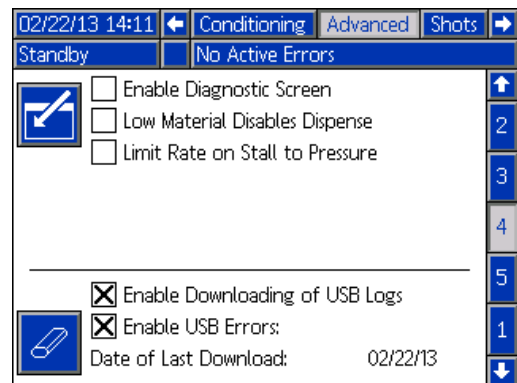 02/22/13 14:11 Conditioning Advanced Shots
Standby No Active Errors
Enable Diagnostic Screen
Low Material Disables Dispense
2
Limit Rate on Stall to Pressure
3
4
5
Enable Downloading of USB Logs
Enable USB Errors:
1
Date of Last Download: 02/22/13